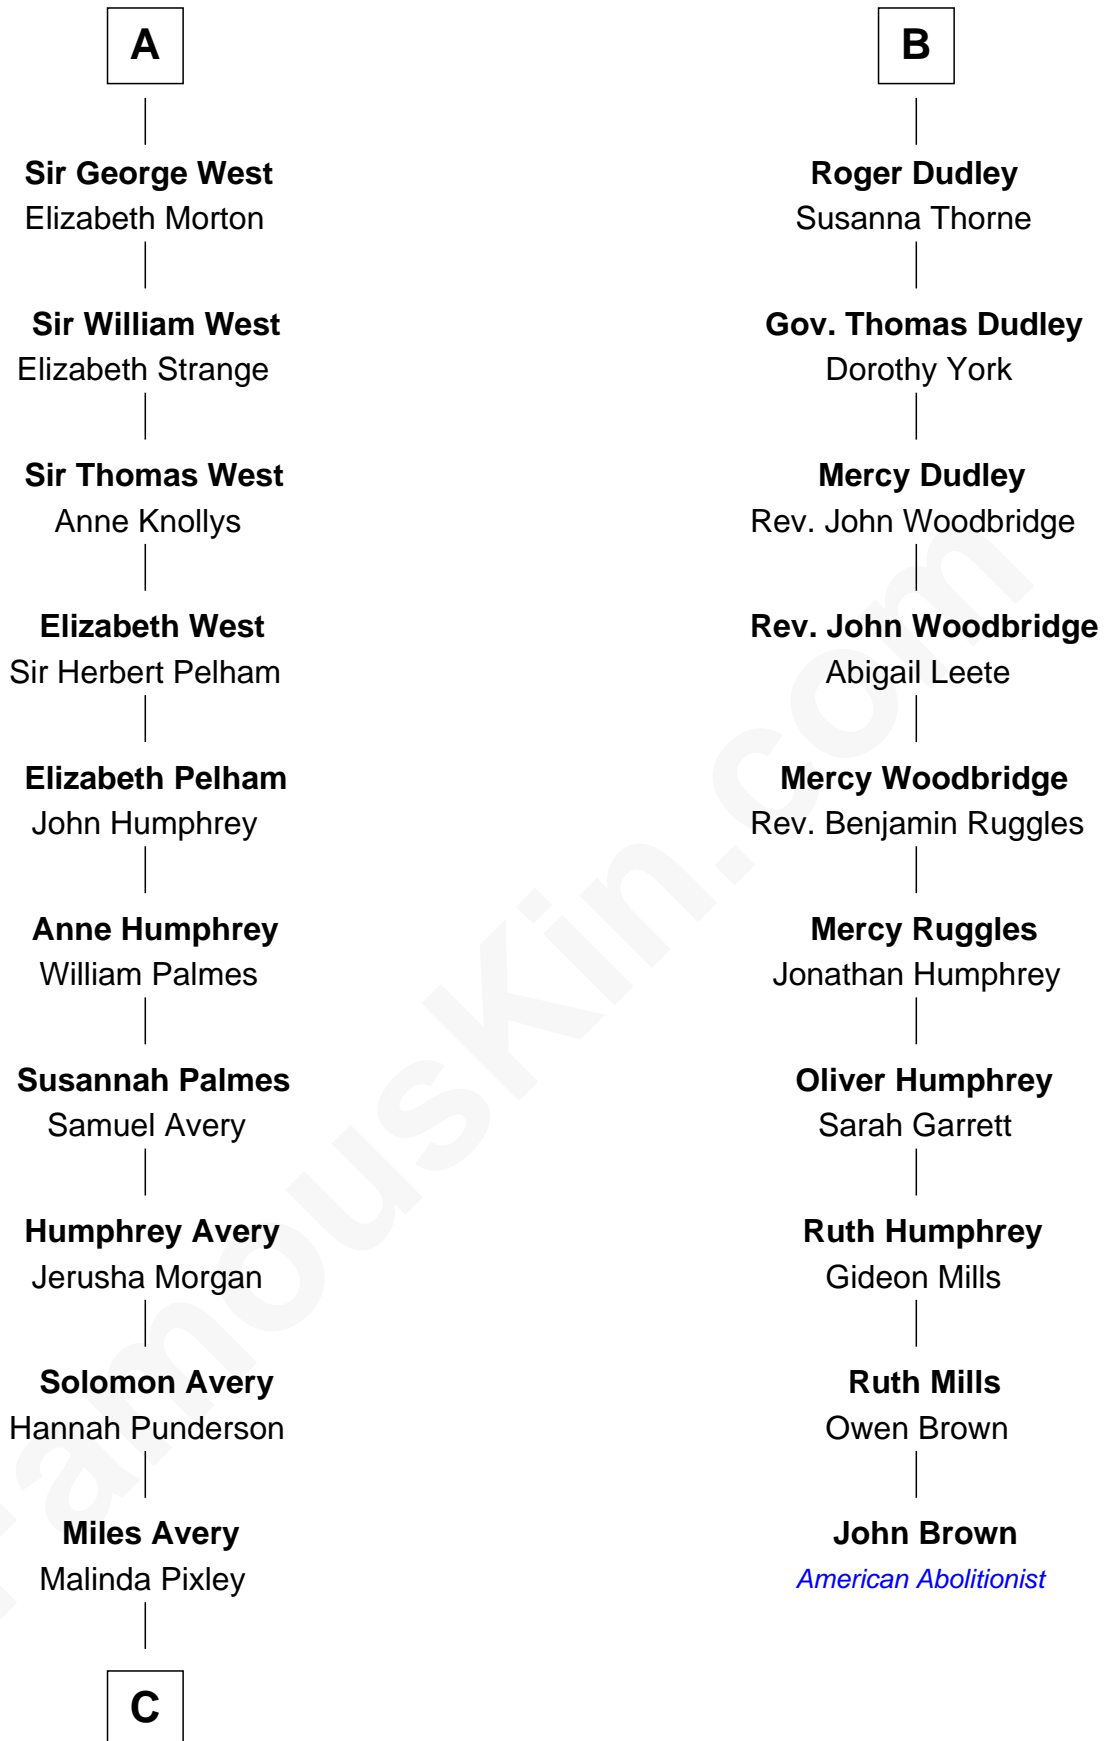 A
Sir George West
Elizabeth Morton
Sir William West
Elizabeth Strange
Sir Thomas West
Anne Knollys
Elizabeth West
Sir Herbert Pelham
Elizabeth Pelham
John Humphrey
Anne Humphrey
William Palmes
Susannah Palmes
Samuel Avery
Humphrey Avery
Jerusha Morgan
Solomon Avery
Hannah Punderson
Miles Avery
Malinda Pixley
C
B
Roger Dudley
Susanna Thorne
Gov. Thomas Dudley
Dorothy York
Mercy Dudley
Rev. John Woodbridge
Rev. John Woodbridge
Abigail Leete
Mercy Woodbridge
Rev. Benjamin Ruggles
Mercy Ruggles
Jonathan Humphrey
Oliver Humphrey
Sarah Garrett
Ruth Humphrey
Gideon Mills
Ruth Mills
Owen Brown
John Brown
American Abolitionist
FamousKin.com